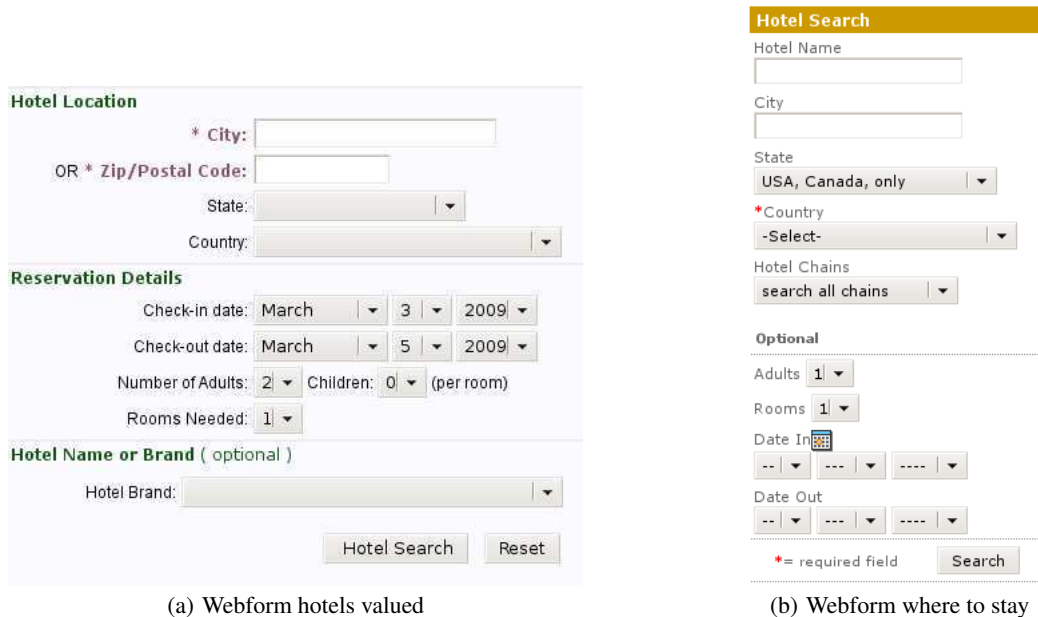 Hotel Location
* City:
OR * Zip/Postal Code:
State:
Country:
Reservation Details
Check-in date: March 3 2009
Check-out date: March 5 2009
Number of Adults: 2 Children: 0 (per room)
Rooms Needed: 1
Hotel Name or Brand ( optional )
Hotel Brand:
Hotel Search Reset
(a) Webform hotels valued
Hotel Search
Hotel Name
City
State
USA, Canada, only
*Country
-Select-
Hotel Chains
search all chains
Optional
Adults 1
Rooms 1
Date In
-- --- ----
Date Out
-- --- ----
*= required field Search
(b) Webform where to stay